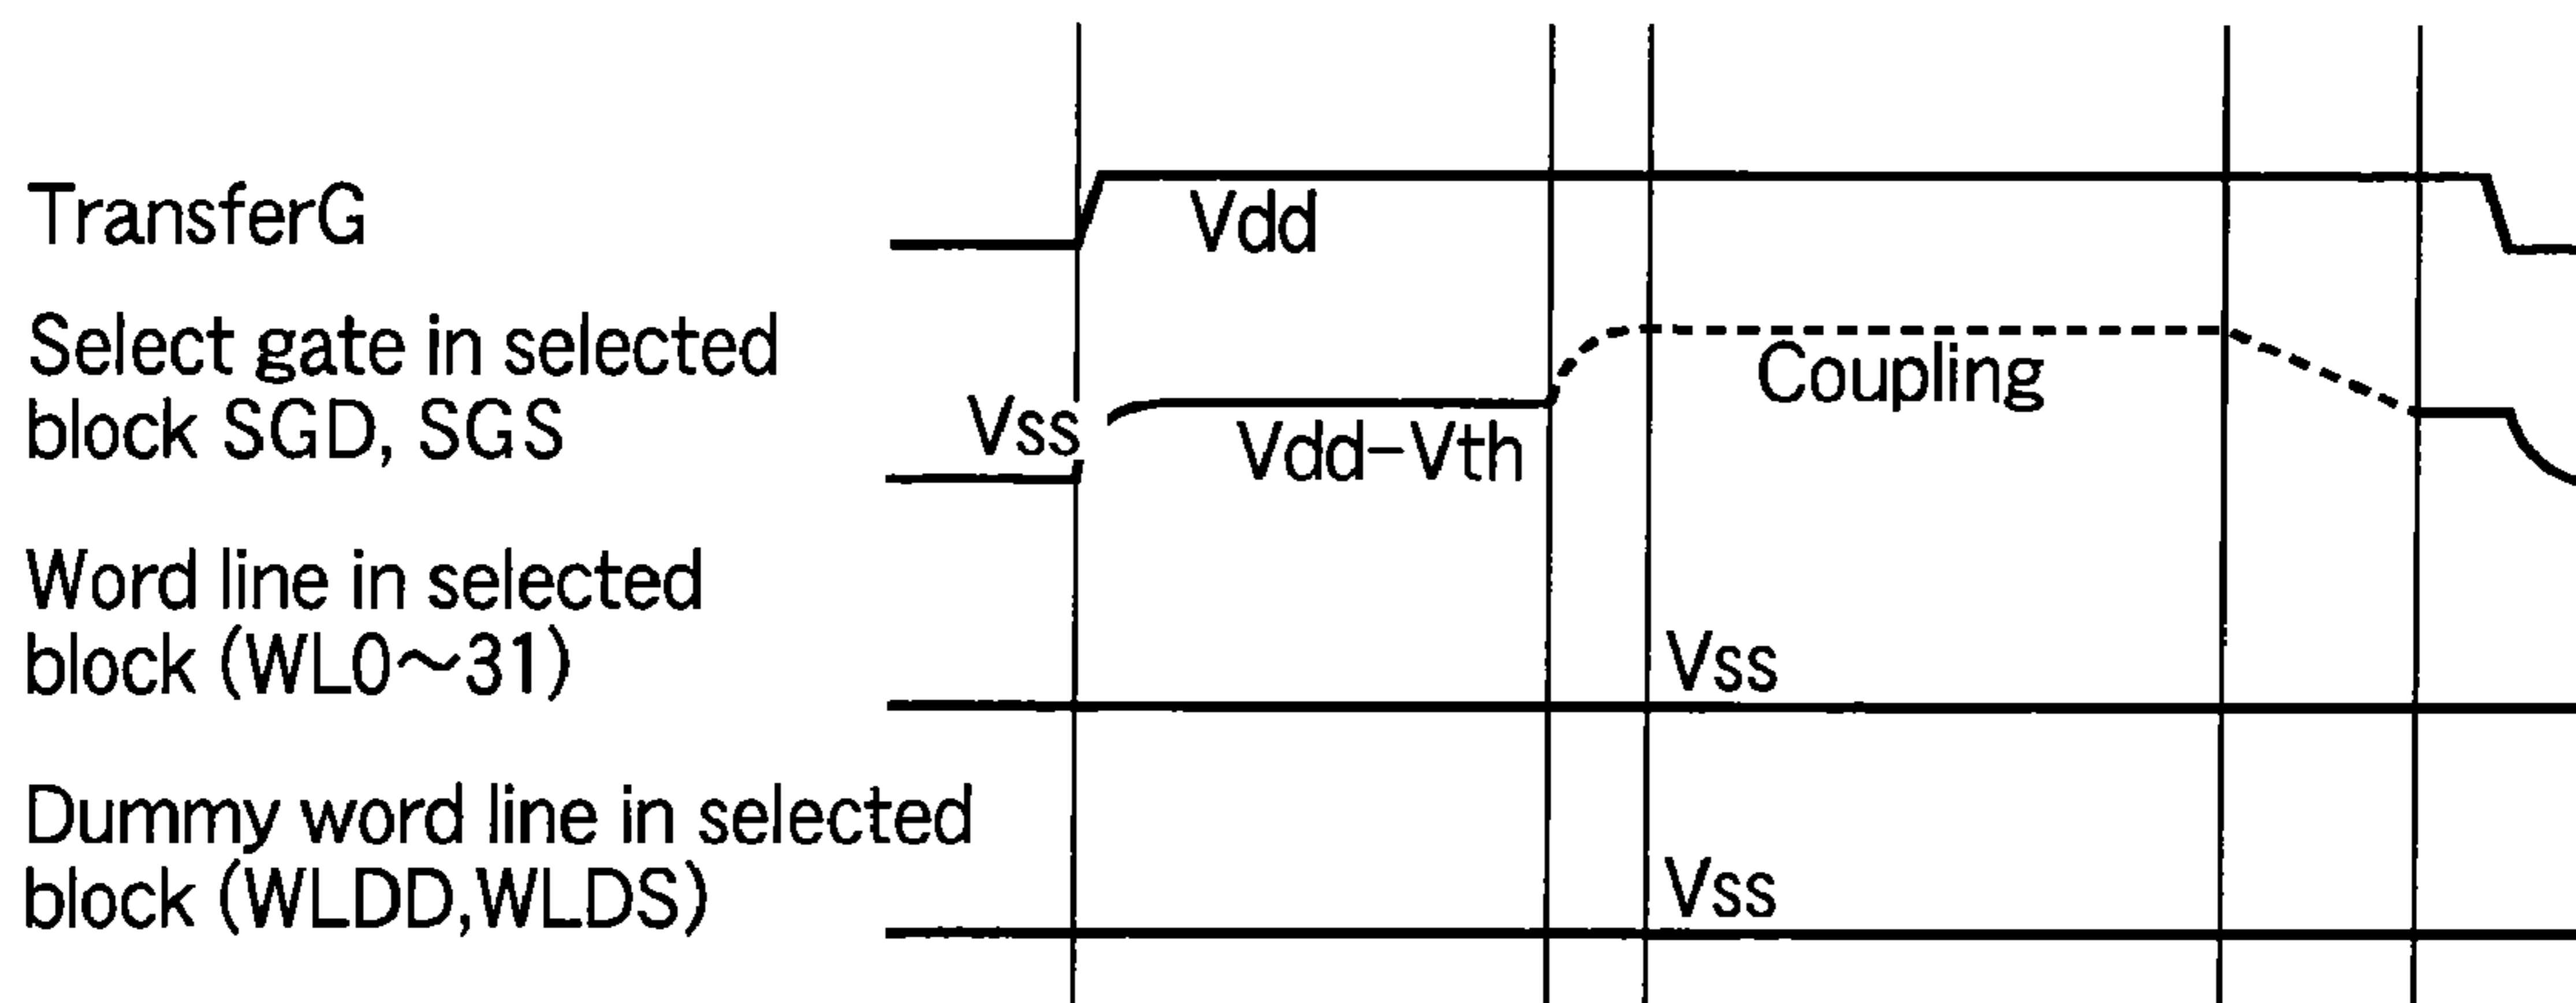 TransferG
Vdd
Select gate in selected
block SGD, SGS
Vss
Vdd-Vth
Coupling
Word line in selected
block (WL0～31)
Vss
Dummy word line in selected
block (WLDD,WLDS)
Vss